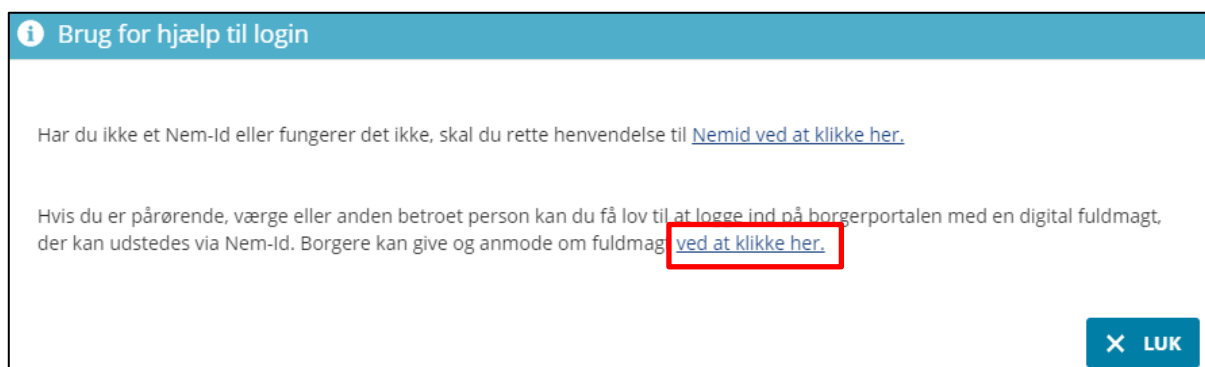 Brug for hjælp til login
Har du ikke et Nem-Id eller fungerer det ikke, skal du rette henvendelse til Nemid ved at klikke her.
Hvis du er pårørende, værge eller anden betroet person kan du få lov til at logge ind på borgerportalen med en digital fuldmagt,
der kan udstedes via Nem-Id. Borgere kan give og anmode om fuldmagt ved at klikke her.
LUK